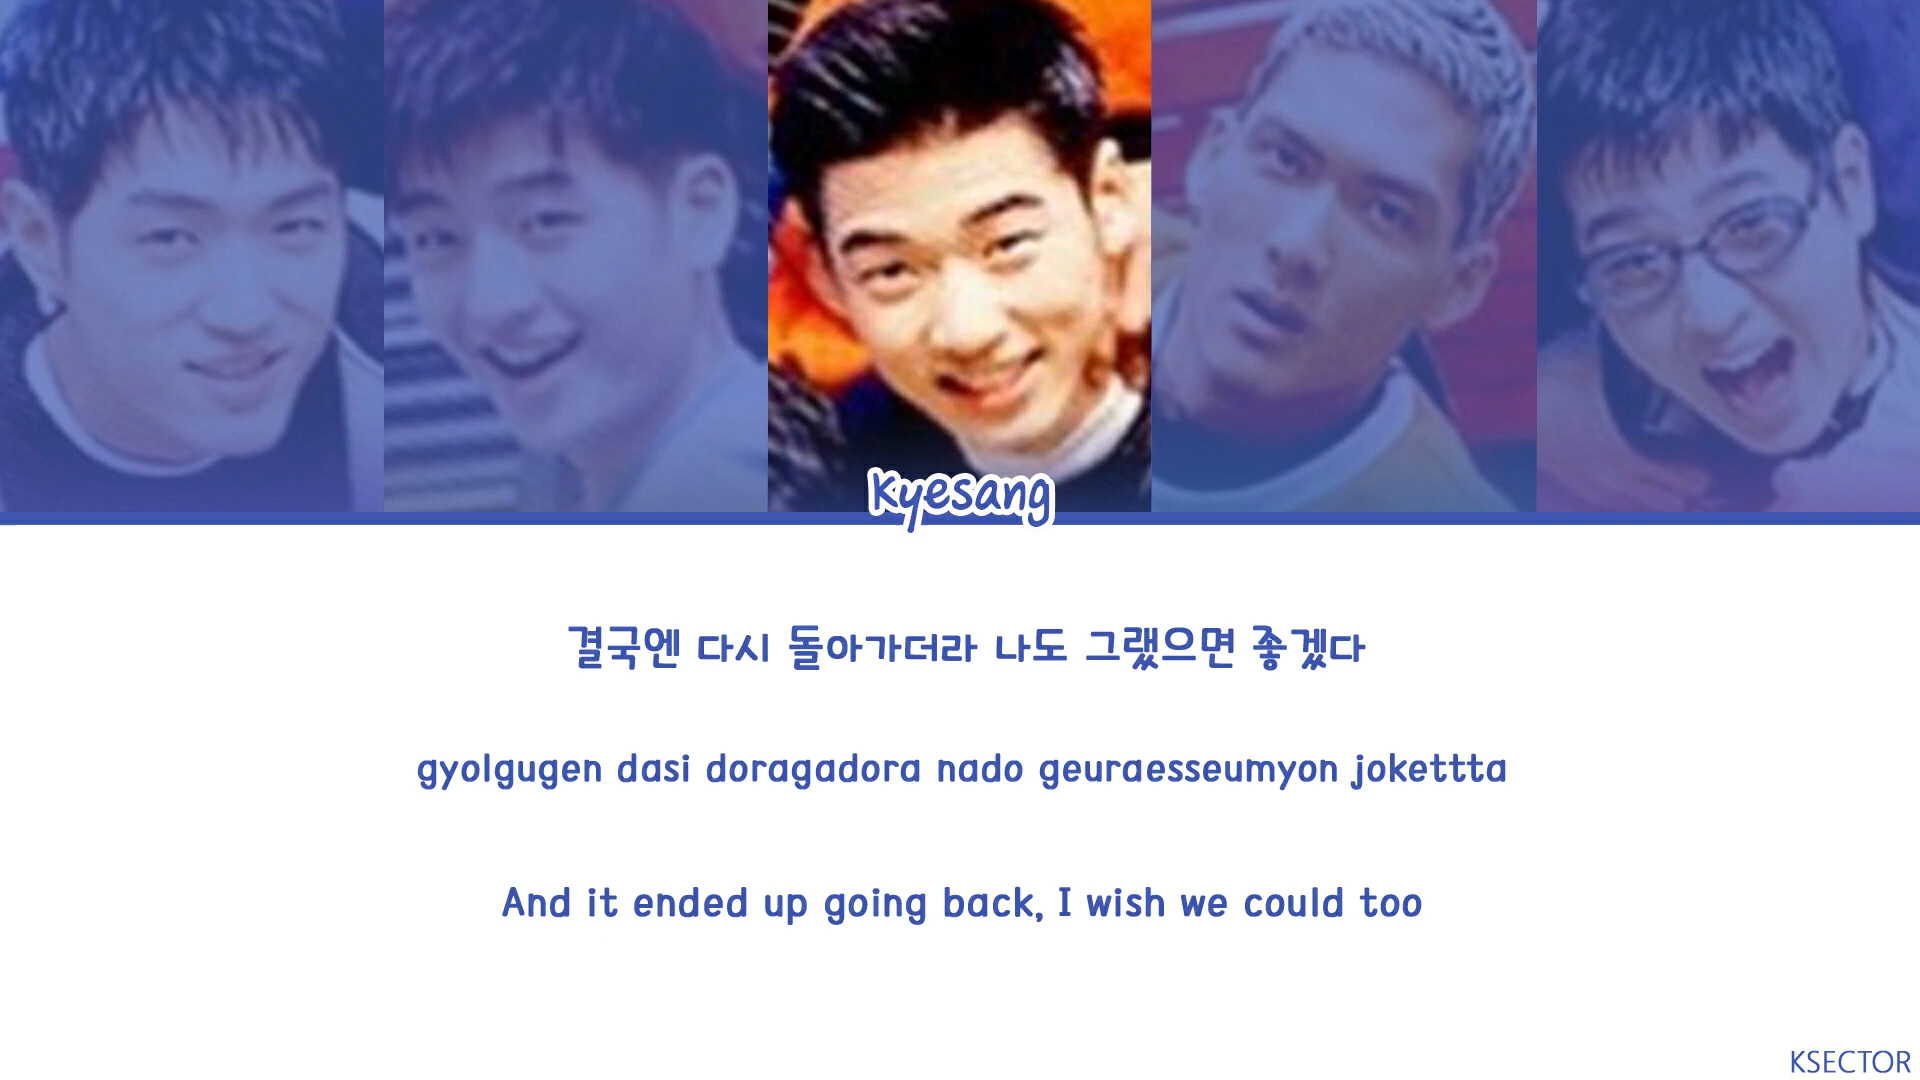 Kyesang
결국엔 다시 돌아가더라 나도 그랬으면 좋겠다
gyolgugen dasi doragadora nado geuraesseumyon jokettta
And it ended up going back, I wish we could too
KSECTOR